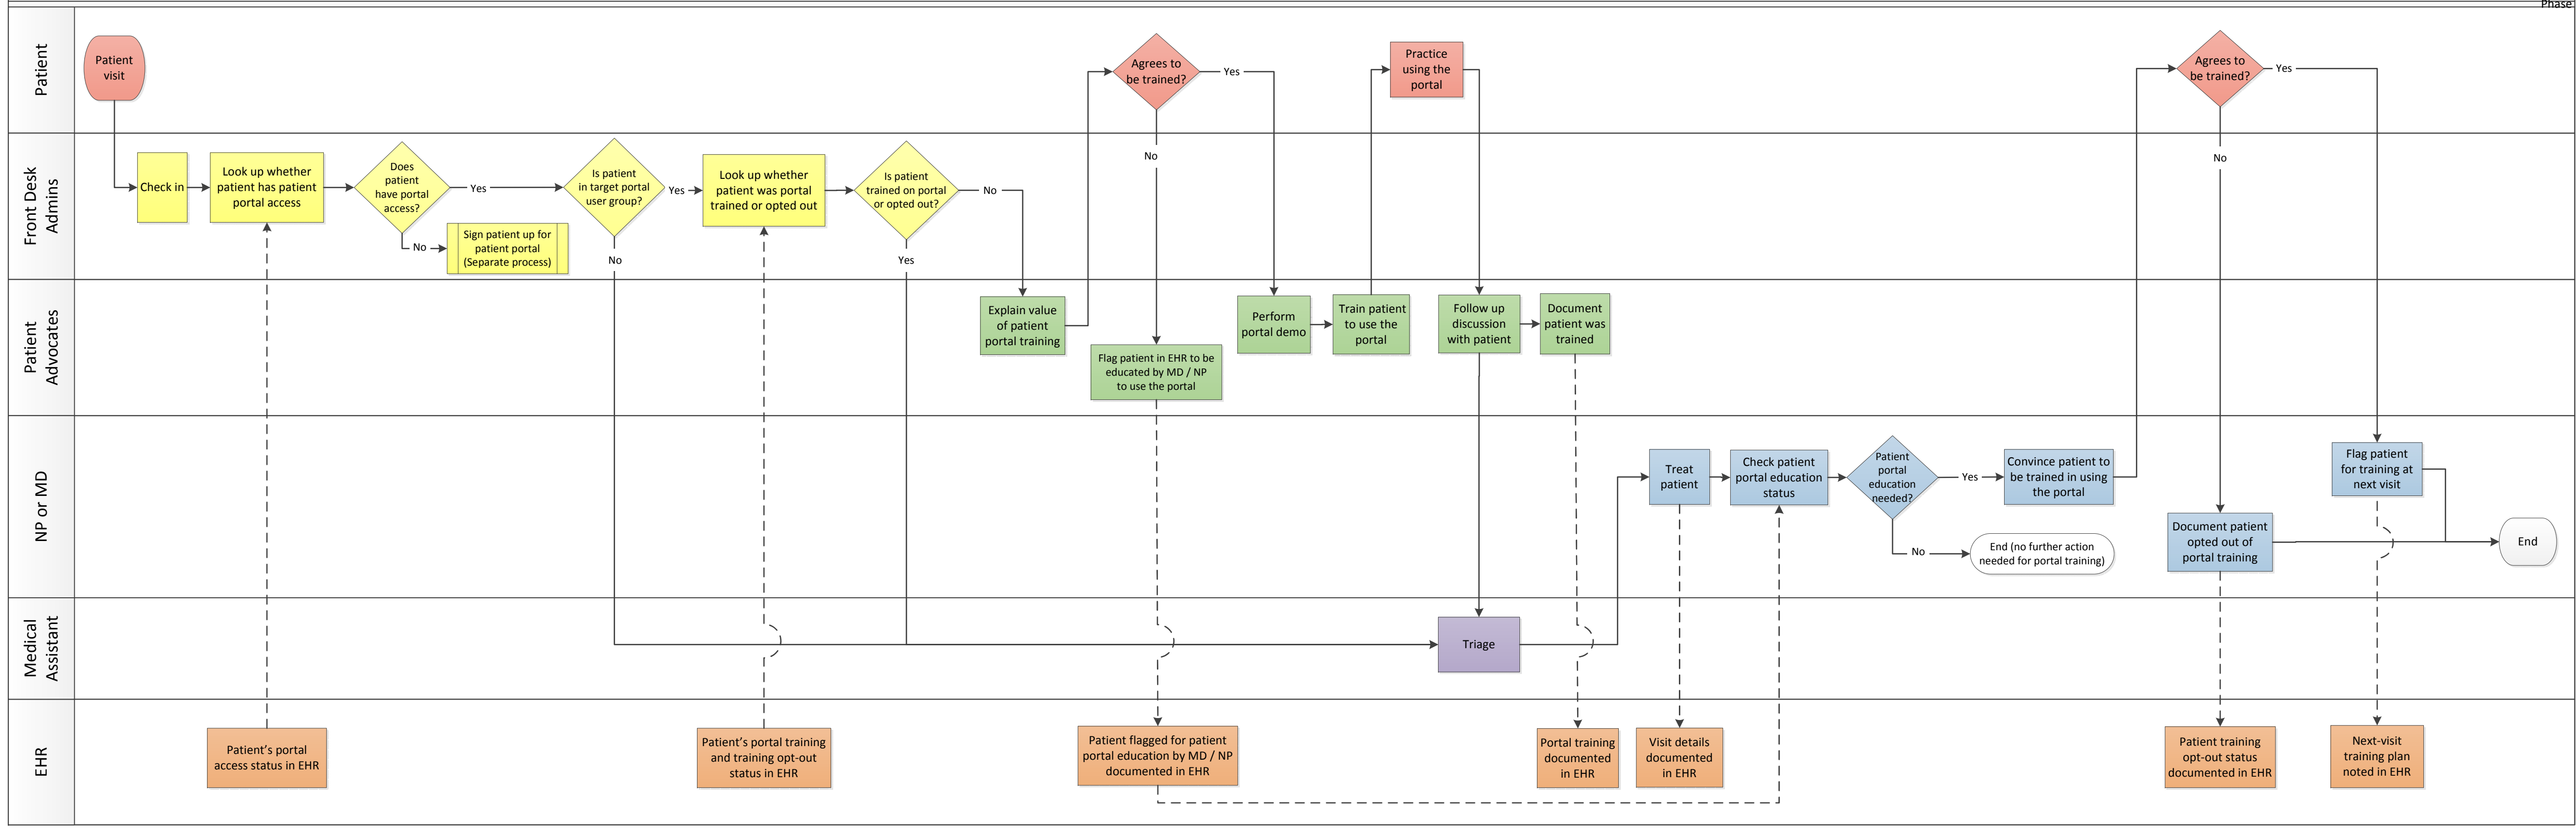 Phase
Patient
Patient
visit
Agrees to
be trained?
Yes
No
Practice
using the
portal
Agrees to
be trained?
Yes
No
Front Desk
Admins
Check in
Look up whether
patient has patient
portal access
Does
patient
have portal
access?
Yes
No
Sign patient up for
patient portal
(Separate process)
Is patient
in target portal
user group?
Yes
No
Look up whether
patient was portal
trained or opted out
Is patient
trained on portal
or opted out?
No
Yes
Patient
Advocates
Explain value
of patient
portal training
Flag patient in EHR to be
educated by MD / NP
to use the portal
Perform
portal demo
Train patient
to use the
portal
Follow up
discussion
with patient
Document
patient was
trained
NP or MD
Treat
patient
Check patient
portal education
status
Patient
portal
education
needed?
Yes
No
End (no further action
needed for portal training)
Convince patient to
be trained in using
the portal
Document patient
opted out of
portal training
Flag patient
for training at
next visit
End
Medical
Assistant
Triage
EHR
Patient's portal
access status in EHR
Patient's portal training
and training opt-out
status in EHR
Patient flagged for patient
portal education by MD / NP
documented in EHR
Portal training
documented
in EHR
Visit details
documented
in EHR
Patient training
opt-out status
documented in EHR
Next-visit
training plan
noted in EHR